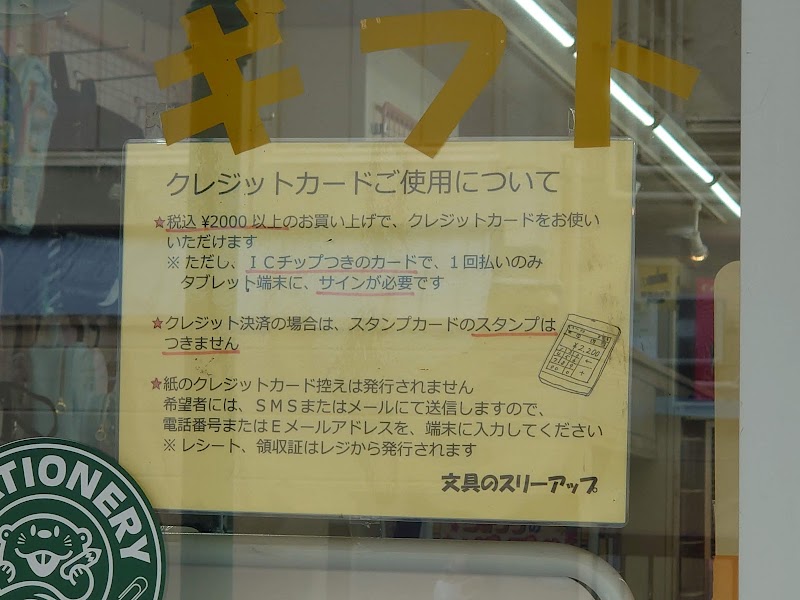 ギフト
クレジットカードご使用について
★税込 ¥2000 以上のお買い上げで、クレジットカードをお使い
いただけます
※ ただし、ＩＣチップつきのカードで、１回払いのみ
タブレット端末に、サインが必要です
★クレジット決済の場合は、スタンプカードのスタンプは
つきません
¥2,200
★紙のクレジットカード控えは発行されません
希望者には、ＳＭＳまたはメールにて送信しますので、
電話番号またはＥメールアドレスを、端末に入力してください
※ レシート、領収証はレジから発行されます
文具のスリーアップ
ATIONERY